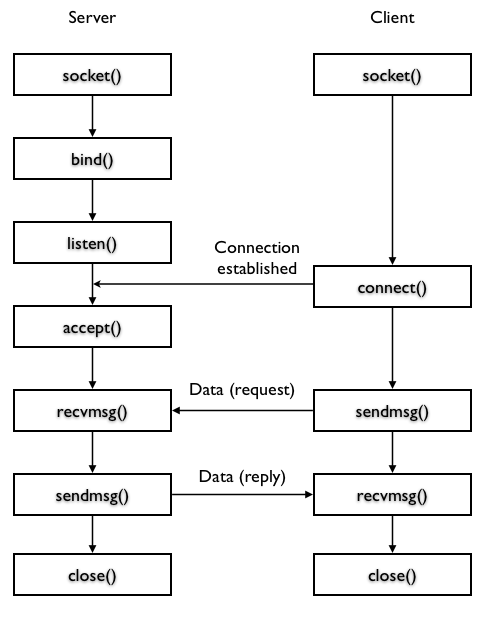 Server
Client
socket()
socket()
bind()
listen()
Connection
established
connect()
accept()
Data (request)
recvmsg()
sendmsg()
Data (reply)
sendmsg()
recvmsg()
close()
close()